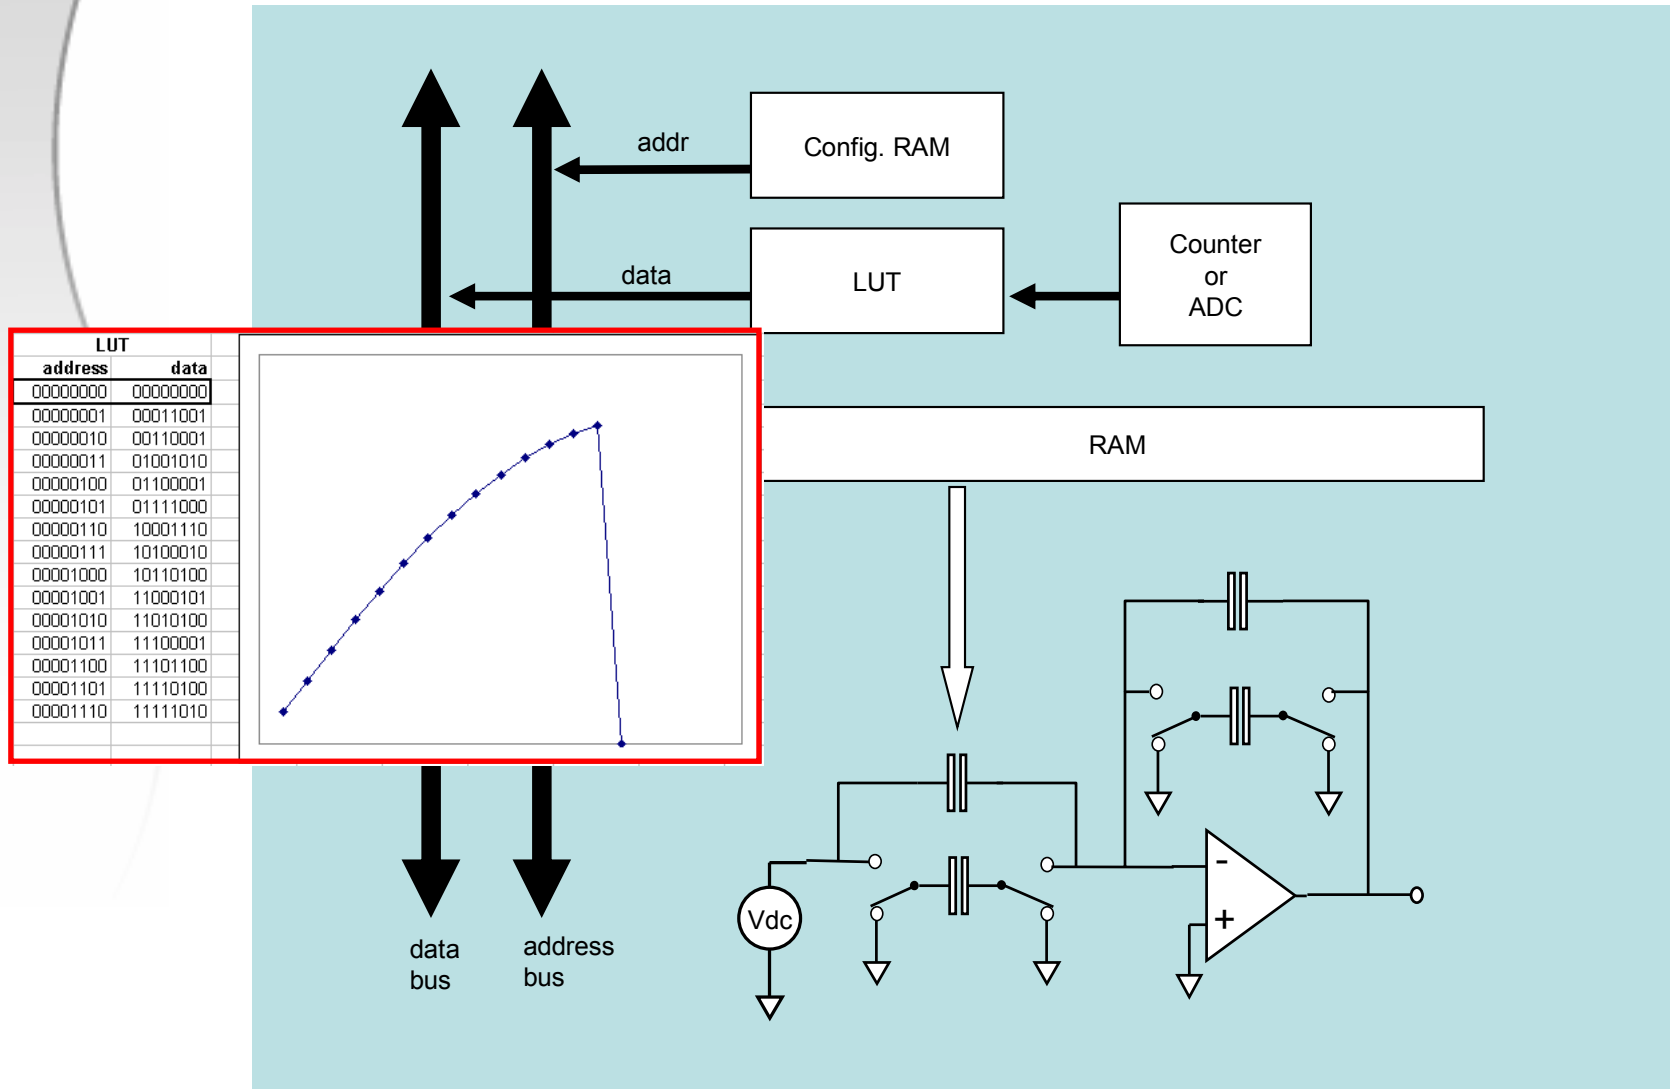 addr
Config. RAM
data
LUT
Counter
or
ADC
LUT
address data
00000000 00000000
00000001 00011001
00000010 00110001
00000011 01001010
00000100 01100001
00000101 01111000
00000110 10001110
00000111 10100010
00001000 10110100
00001001 11000101
00001010 11010100
00001011 11100001
00001100 11101100
00001101 11110100
00001110 11111010
RAM
-
+
Vdc
data
bus
address
bus